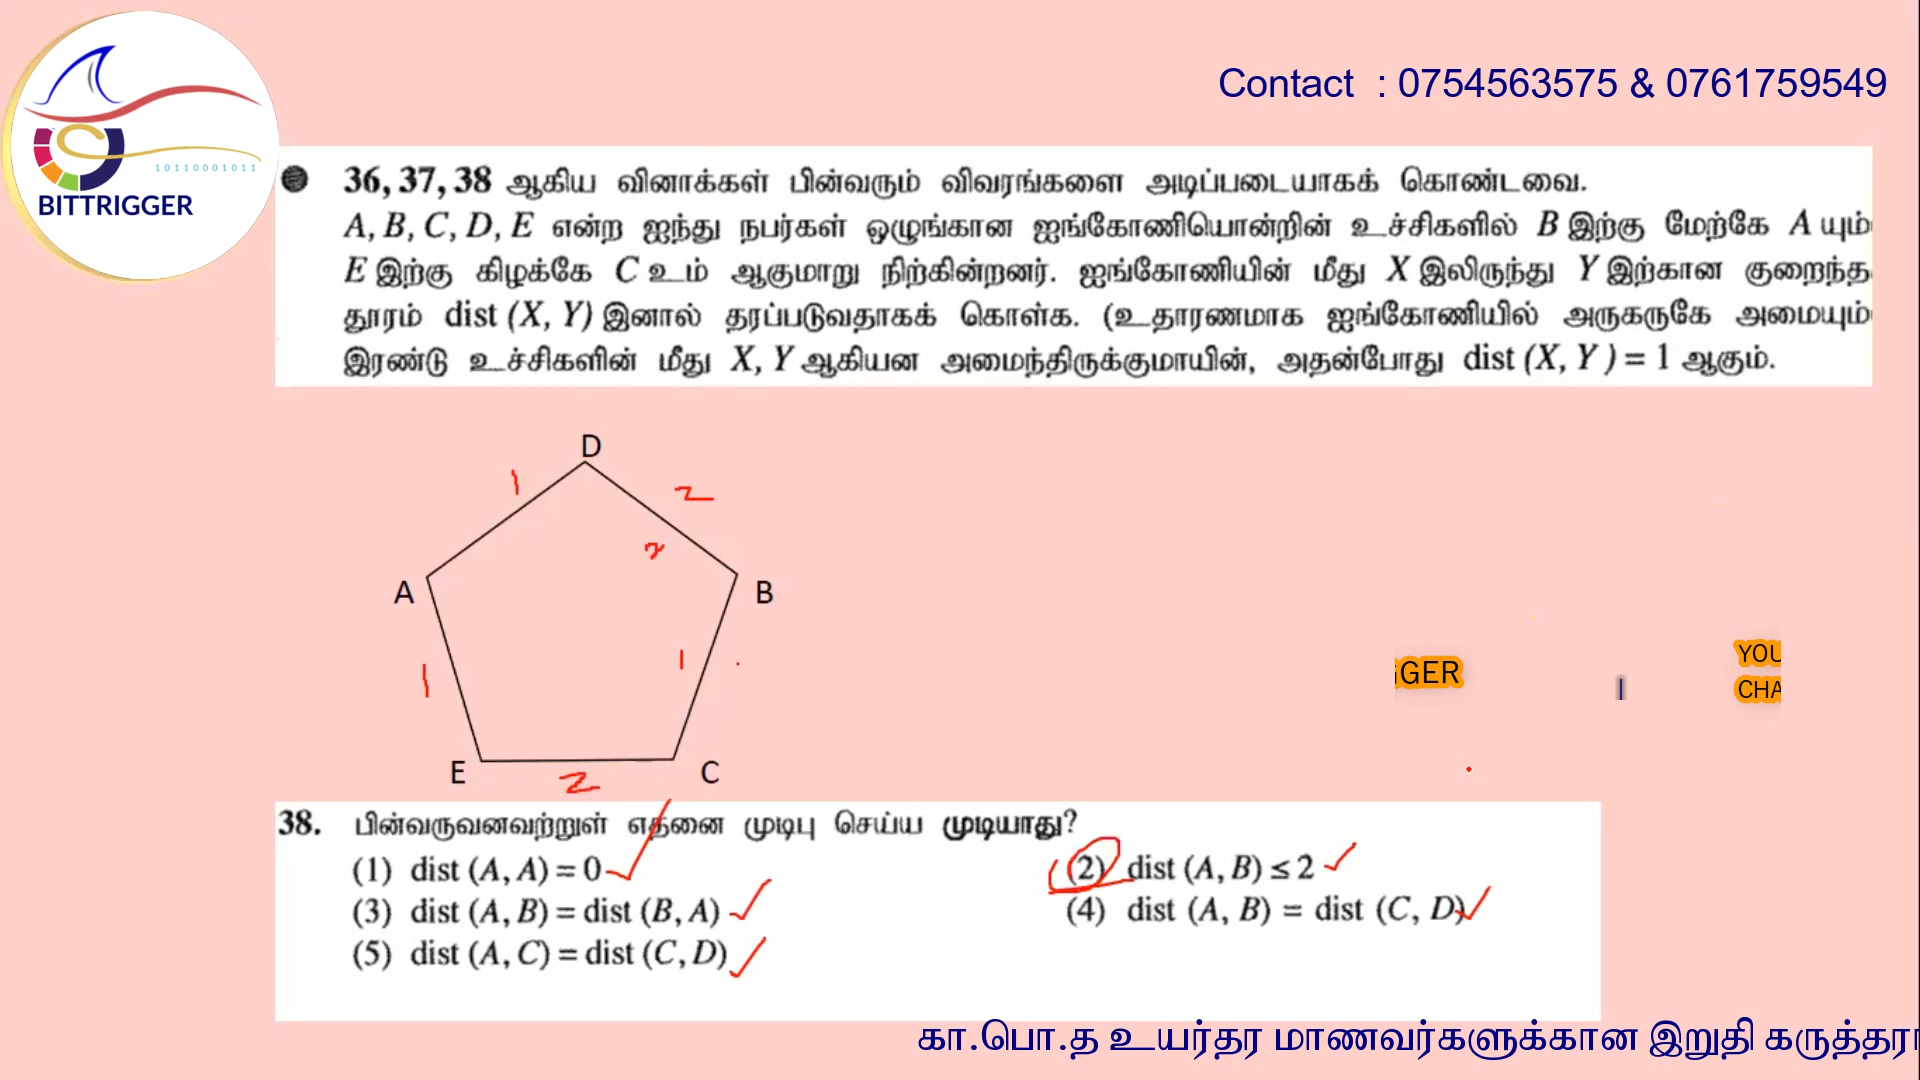 Contact : 0754563575 & 0761759549
10110001011
BITTRIGGER
36, 37, 38 ஆகிய வினாக்கள் பின்வரும் விவரங்களை அடிப்படையாகக் கொண்டவை.
A, B, C, D, E என்ற ஐந்து நபர்கள் ஒழுங்கான ஐங்கோணியொன்றின் உச்சிகளில் B இற்கு மேற்கே A யும்
E இற்கு கிழக்கே C உம் ஆகுமாறு நிற்கின்றனர். ஐங்கோணியின் மீது X இலிருந்து Y இற்கான குறைந்த
தூரம் dist (X, Y) இனால் தரப்படுவதாகக் கொள்க. (உதாரணமாக ஐங்கோணியில் அருகருகே அமையும்
இரண்டு உச்சிகளின் மீது X, Y ஆகியன அமைந்திருக்குமாயின், அதன்போது dist (X, Y ) = 1 ஆகும்.
D
1
2
2
A
B
1
1
E
C
2
GGER
YOU
CHA
38. பின்வருவனவற்றுள் எதனை முடிபு செய்ய முடியாது?
(1) dist (A, A) = 0
(2) dist (A, B) ≤ 2
(3) dist (A, B) = dist (B, A)
(4) dist (A, B) = dist (C, D)
(5) dist (A, C) = dist (C, D)
கா.பொ.த உயர்தர மாணவர்களுக்கான இறுதி கருத்தரா